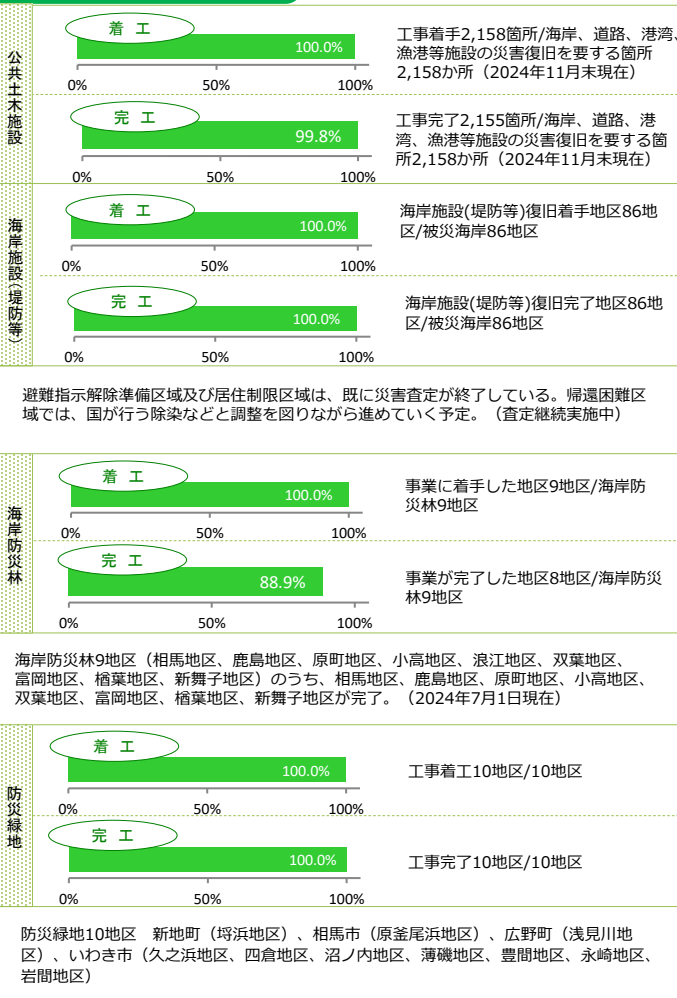 公共土木施設
着 工
100.0%
0% 50% 100%
工事着手2,158箇所/海岸、道路、港湾、
漁港等施設の災害復旧を要する箇所
2,158か所（2024年11月末現在）
完 工
99.8%
0% 50% 100%
工事完了2,155箇所/海岸、道路、港
湾、漁港等施設の災害復旧を要する箇
所2,158か所（2024年11月末現在）
海岸施設(堤防等)
着 工
100.0%
0% 50% 100%
海岸施設(堤防等)復旧着手地区86地
区/被災海岸86地区
完 工
100.0%
0% 50% 100%
海岸施設(堤防等)復旧完了地区86地
区/被災海岸86地区
避難指示解除準備区域及び居住制限区域は、既に災害査定が終了している。帰還困難区
域では、国が行う除染などと調整を図りながら進めていく予定。（査定継続実施中）
海岸防災林
着 工
100.0%
0% 50% 100%
事業に着手した地区9地区/海岸防
災林9地区
完 工
88.9%
0% 50% 100%
事業が完了した地区8地区/海岸防災
林9地区
海岸防災林9地区（相馬地区、鹿島地区、原町地区、小高地区、浪江地区、双葉地区、
富岡地区、楢葉地区、新舞子地区）のうち、相馬地区、鹿島地区、原町地区、小高地区、
双葉地区、富岡地区、楢葉地区、新舞子地区が完了。（2024年7月1日現在）
防災緑地
着 工
100.0%
0% 50% 100%
工事着工10地区/10地区
完 工
100.0%
0% 50% 100%
工事完了10地区/10地区
防災緑地10地区　新地町（埒浜地区）、相馬市（原釜尾浜地区）、広野町（浅見川地
区）、いわき市（久之浜地区、四倉地区、沼ノ内地区、薄磯地区、豊間地区、永崎地区、
岩間地区）